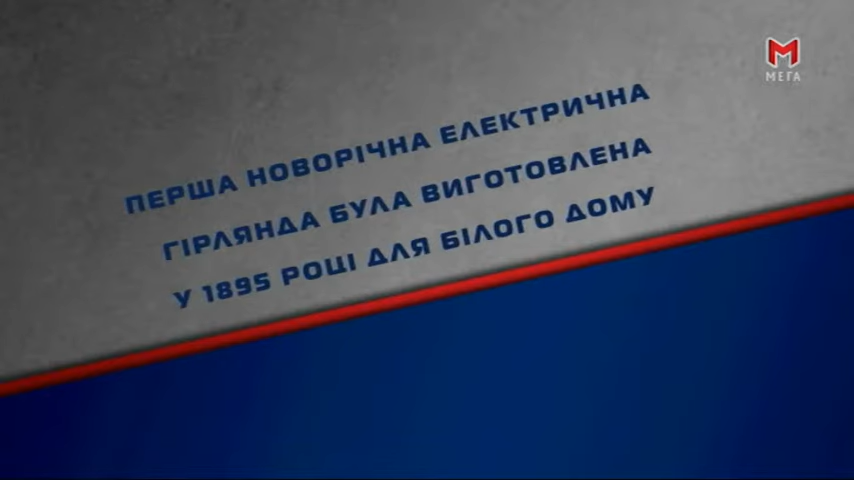 МЕГА
ПЕРША НОВОРІЧНА ЕЛЕКТРИЧНА
ГІРЛЯНДА БУЛА ВИГОТОВЛЕНА
У 1895 РОЦІ ДЛЯ БІЛОГО ДОМУ